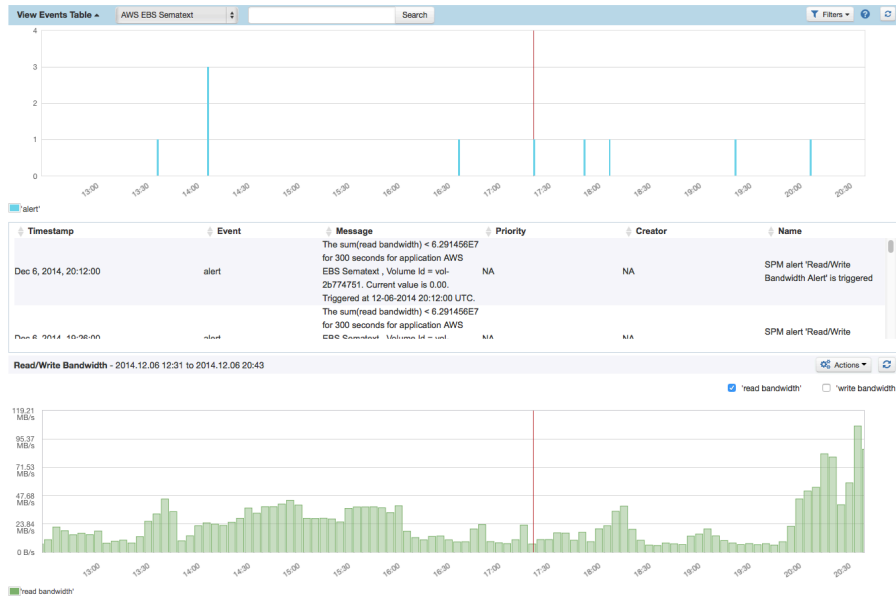 View Events Table AWS EBS Sematext Search Filters
4
3
2
1
0
13:00 13:30 14:00 14:30 15:00 15:30 16:00 16:30 17:00 17:30 18:00 18:30 19:00 19:30 20:00 20:30
'alert'
Timestamp Event Message Priority Creator Name
The sum(read bandwidth) < 6.291456E7
for 300 seconds for application AWS
Dec 6, 2014, 20:12:00 alert EBS Sematext , Volume Id = vol- NA NA SPM alert 'Read/Write
2b774751. Current value is 0.00. Bandwidth Alert' is triggered
Triggered at 12-06-2014 20:12:00 UTC.
The sum(read bandwidth) < 6.291456E7
for 300 seconds for application AWS
Dec 6, 2014, 19:26:00 alert EBS Sematext , Volume Id = vol- NA NA SPM alert 'Read/Write
Read/Write Bandwidth - 2014.12.06 12:31 to 2014.12.06 20:43 Actions
'read bandwidth' 'write bandwidth
119.21
MB/s
95.37
MB/s
71.53
MB/s
47.68
MB/s
23.84
MB/s
0 B/s
13:00 13:30 14:00 14:30 15:00 15:30 16:00 16:30 17:00 17:30 18:00 18:30 19:00 19:30 20:00 20:30
'read bandwidth'